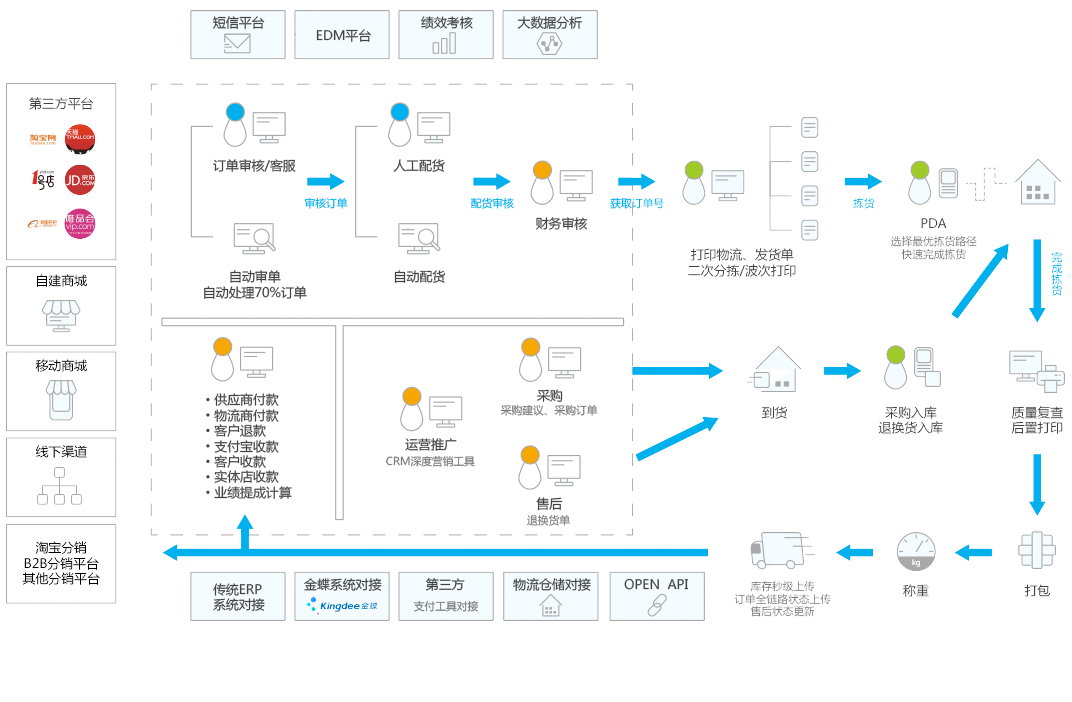 短信平台
EDM平台
绩效考核
大数据分析
第三方平台
淘宝网
天猫
TMALL.COM
1号店
JD京东
.COM
唯品会
vip.com
自建商城
移动商城
线下渠道
淘宝分销
B2B分销平台
其他分销平台
订单审核/客服
审核订单
自动审单
自动处理70%订单
人工配货
配货审核
自动配货
财务审核
获取订单号
打印物流、发货单
二次分拣/波次打印
拣货
PDA
选择最优拣货路径
快速完成拣货
完成拣货
·供应商付款
·物流商付款
·客户退款
·支付宝收款
·客户收款
·实体店收款
·业绩提成计算
运营推广
CRM深度营销工具
采购
采购建议、采购订单
售后
退换货单
到货
采购入库
退换货入库
质量复查
后置打印
打包
kg
称重
库存秒级上传
订单全链路状态上传
售后状态更新
传统ERP
系统对接
金蝶系统对接
Kingdee金蝶
第三方
支付工具对接
物流仓储对接
OPEN API